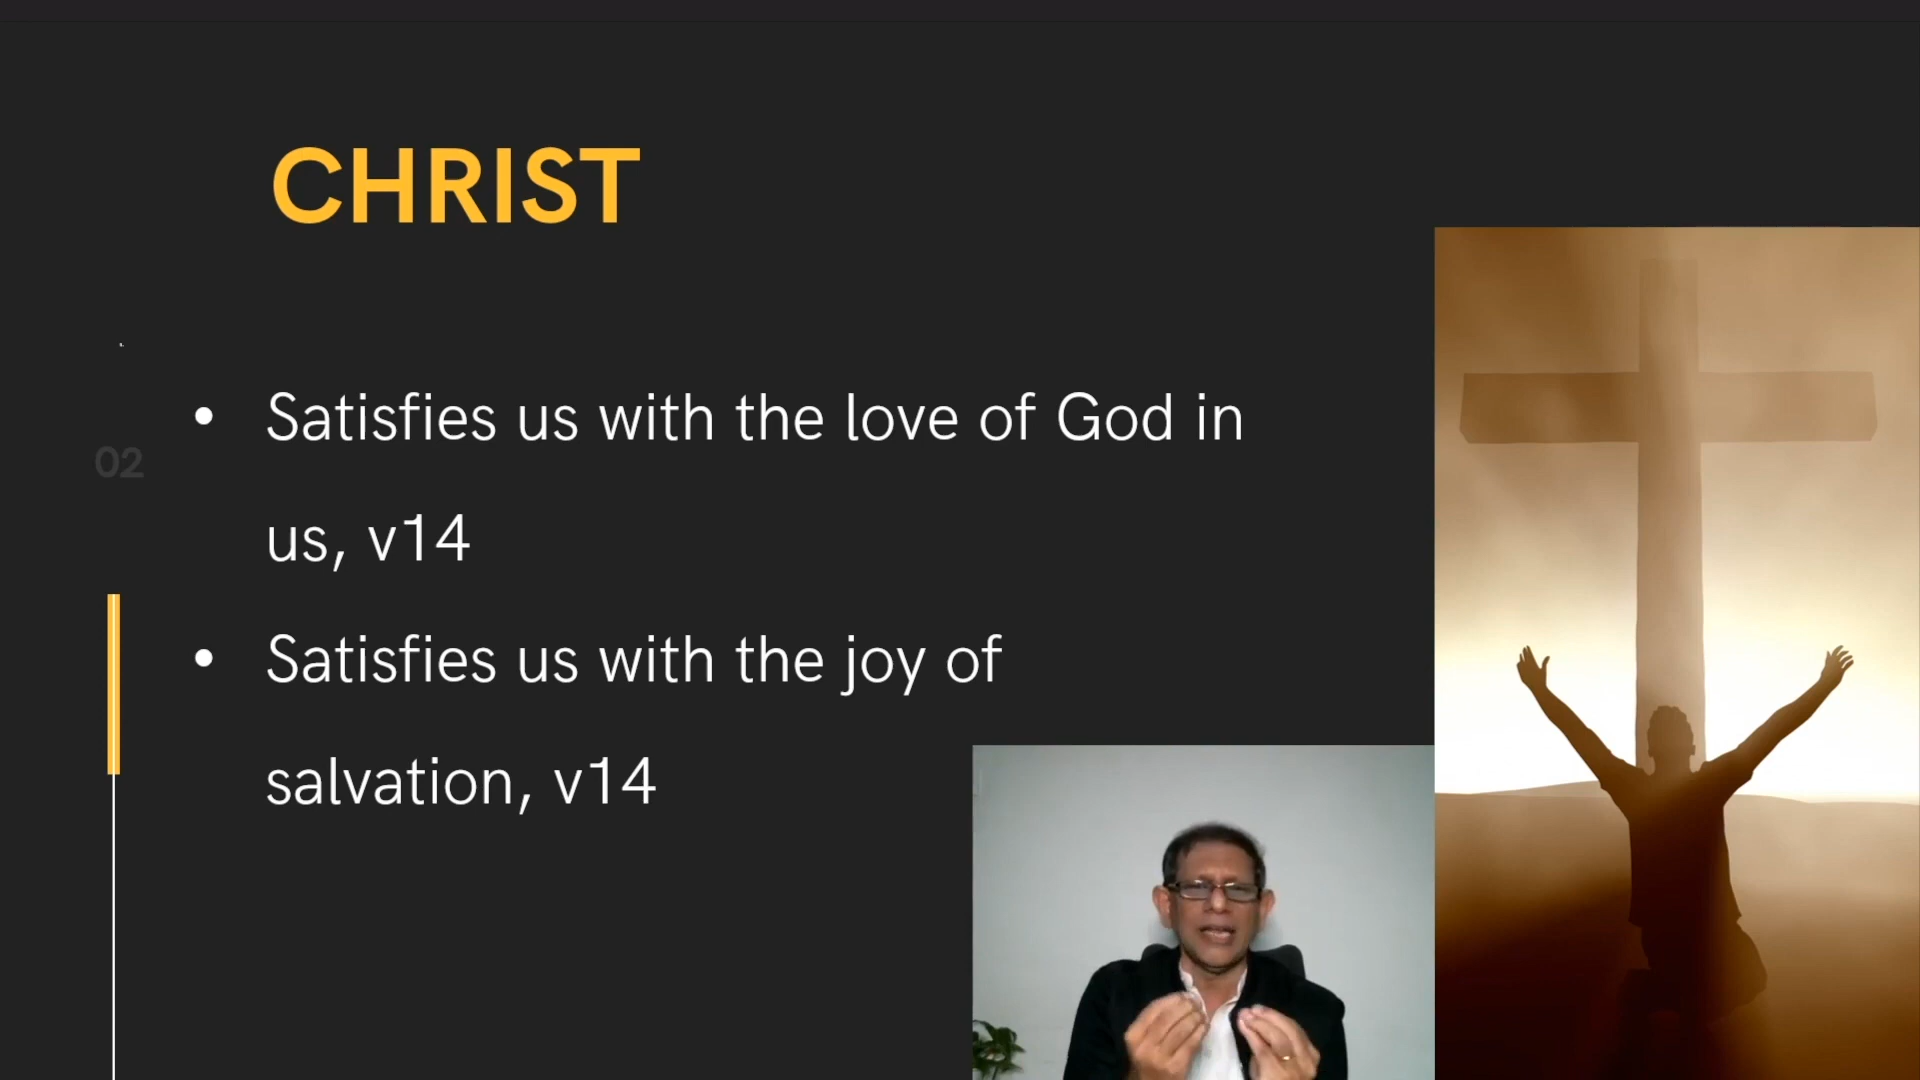 CHRIST
• Satisfies us with the love of God in
02
us, v14
• Satisfies us with the joy of
salvation, v14